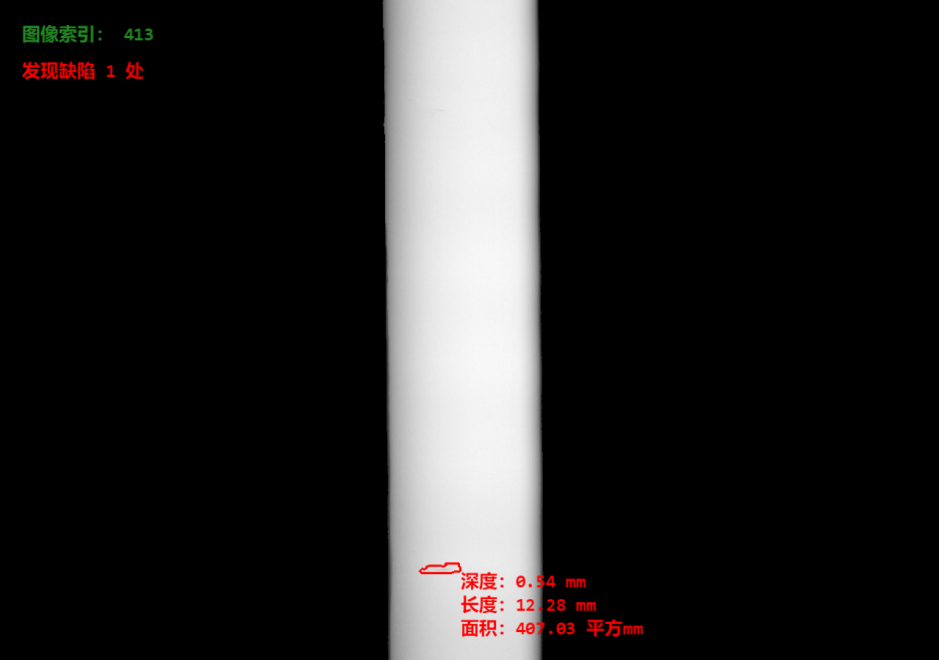 图像索引: 413
发现缺陷 1 处
深度: 0.54 mm
长度: 12.28 mm
面积: 407.03 平方mm